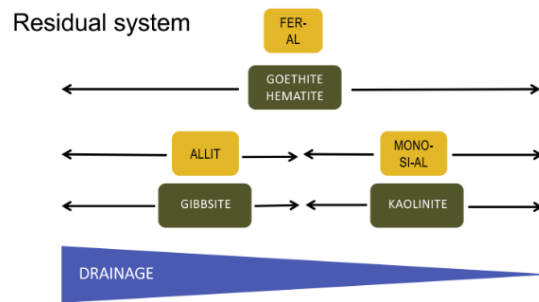 Residual system
FER-
AL
GOETHITE
HEMATITE
ALLIT
MONO-
SI-AL
GIBBSITE
KAOLINITE
DRAINAGE